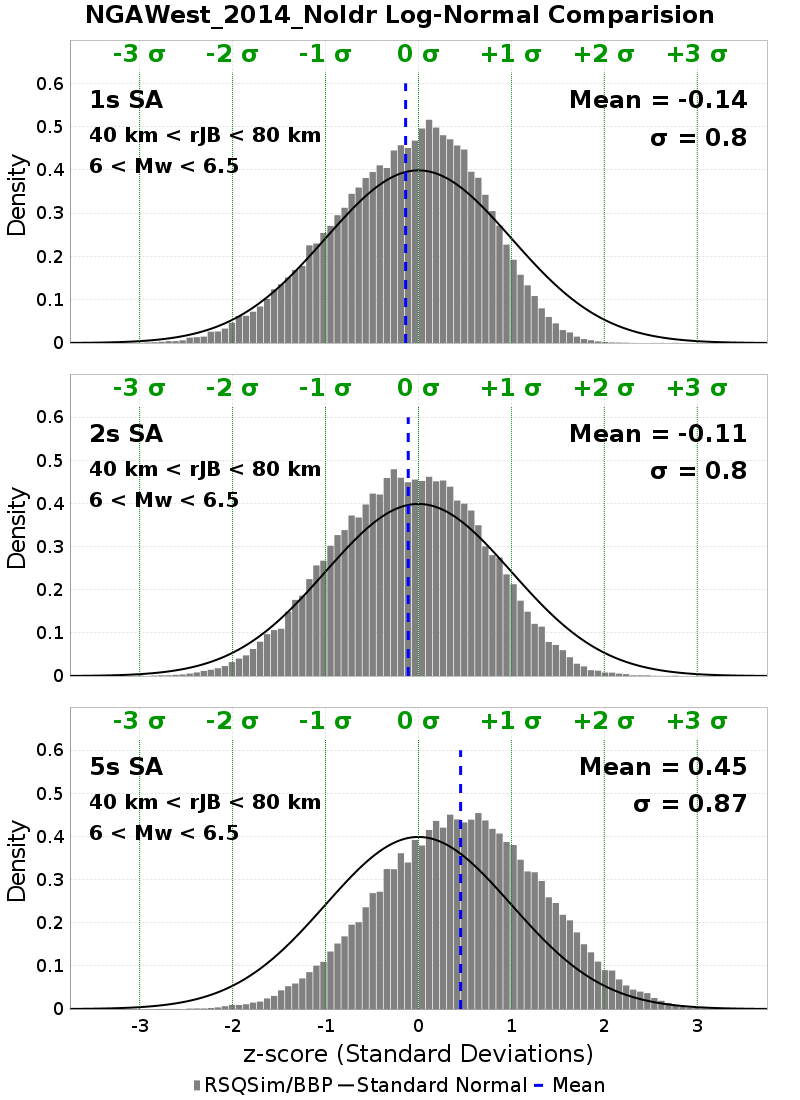 NGAWest_2014_NoIdr Log-Normal Comparision
-3 σ -2 σ -1 σ 0 σ +1 σ +2 σ +3 σ
0.6
1s SA Mean = -0.14
0.5
40 km < rJB < 80 km σ = 0.8
6 < Mw < 6.5
0.4
Density
0.3
0.2
0.1
0
-3 σ -2 σ -1 σ 0 σ +1 σ +2 σ +3 σ
0.6
2s SA Mean = -0.11
0.5
40 km < rJB < 80 km σ = 0.8
6 < Mw < 6.5
0.4
Density
0.3
0.2
0.1
0
-3 σ -2 σ -1 σ 0 σ +1 σ +2 σ +3 σ
0.6
5s SA Mean = 0.45
0.5
40 km < rJB < 80 km σ = 0.87
6 < Mw < 6.5
0.4
Density
0.3
0.2
0.1
0
-3 -2 -1 0 1 2 3
z-score (Standard Deviations)
RSQSim/BBP Standard Normal Mean